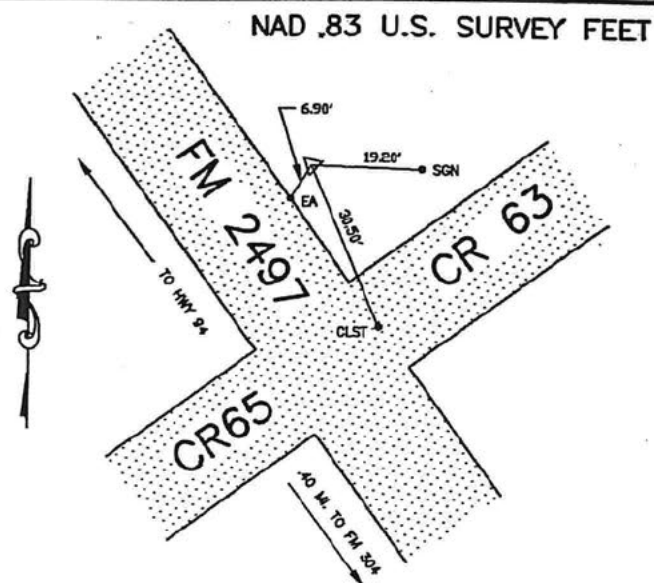 NAD .83 U.S. SURVEY FEET
6.90'
19.20'
SGN
EA
30.50'
FM 2497
CR 63
TO HWY 94
CLST
CR65
.40 MI. TO FM 304